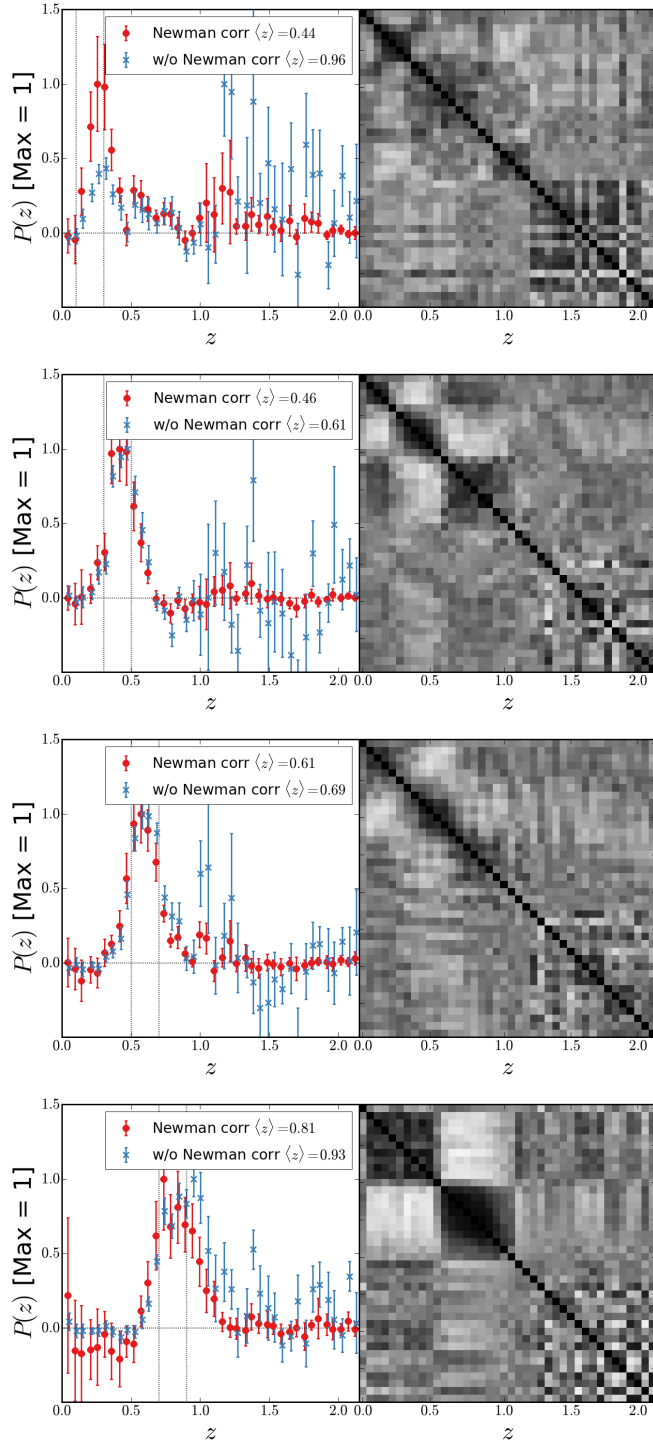 1.5
1.0
0.5
0.0
P(z) [Max = 1]
Newman corr ⟨z⟩=0.44
w/o Newman corr ⟨z⟩=0.96
0.0 0.5 1.0 1.5 2.0 0.0 0.5 1.0 1.5 2.0
z z
1.5
1.0
0.5
0.0
P(z) [Max = 1]
Newman corr ⟨z⟩=0.46
w/o Newman corr ⟨z⟩=0.61
0.0 0.5 1.0 1.5 2.0 0.0 0.5 1.0 1.5 2.0
z z
1.5
1.0
0.5
0.0
P(z) [Max = 1]
Newman corr ⟨z⟩=0.61
w/o Newman corr ⟨z⟩=0.69
0.0 0.5 1.0 1.5 2.0 0.0 0.5 1.0 1.5 2.0
z z
1.5
1.0
0.5
0.0
P(z) [Max = 1]
Newman corr ⟨z⟩=0.81
w/o Newman corr ⟨z⟩=0.93
0.0 0.5 1.0 1.5 2.0 0.0 0.5 1.0 1.5 2.0
z z